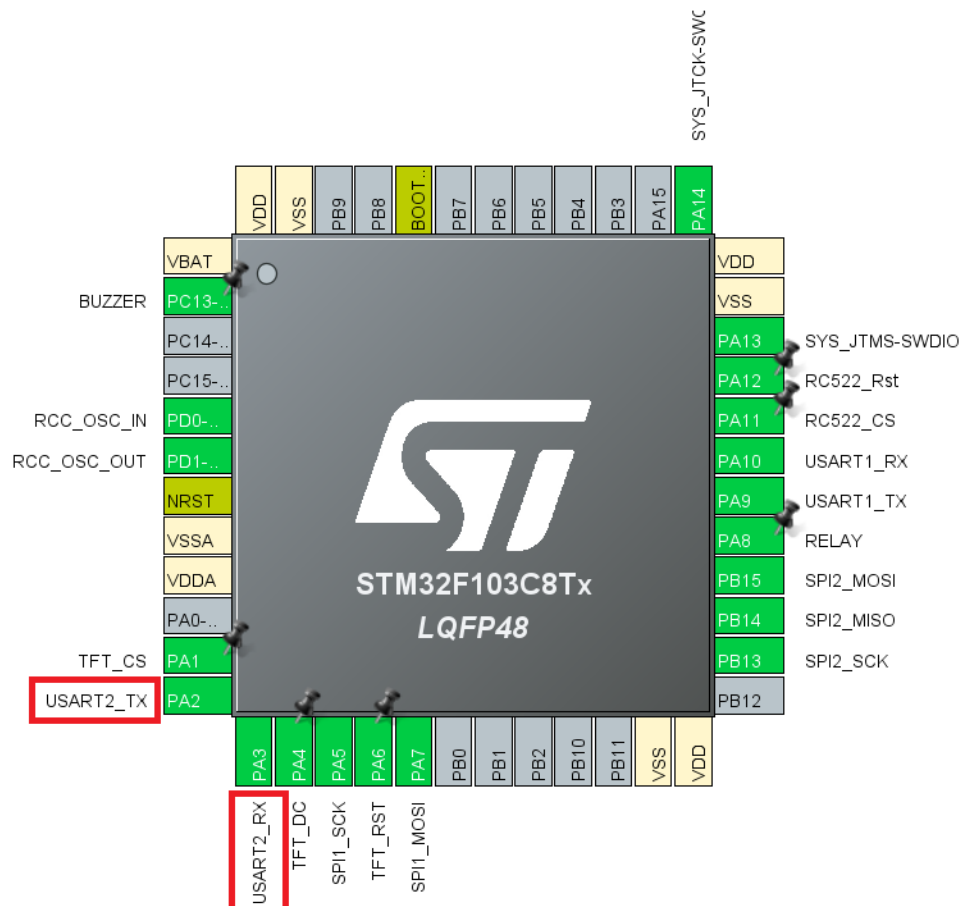 SYS_JTCK-SWC
VDD
VSS
PB9
PB8
BOOT..
PB7
PB6
PB5
PB4
PB3
PA15
PA14
VBAT
BUZZER PC13-..
PC14-..
PC15-..
RCC_OSC_IN PD0-..
RCC_OSC_OUT PD1-..
NRST
VSSA
VDDA
PA0-..
TFT_CS PA1
USART2_TX PA2
STM32F103C8Tx
LQFP48
VDD
VSS
PA13 SYS_JTMS-SWDIO
PA12 RC522_Rst
PA11 RC522_CS
PA10 USART1_RX
PA9 USART1_TX
PA8 RELAY
PB15 SPI2_MOSI
PB14 SPI2_MISO
PB13 SPI2_SCK
PB12
PA3
PA4
PA5
PA6
PA7
PB0
PB1
PB2
PB10
PB11
VSS
VDD
USART2_RX
TFT_DC
SPI1_SCK
TFT_RST
SPI1_MOSI